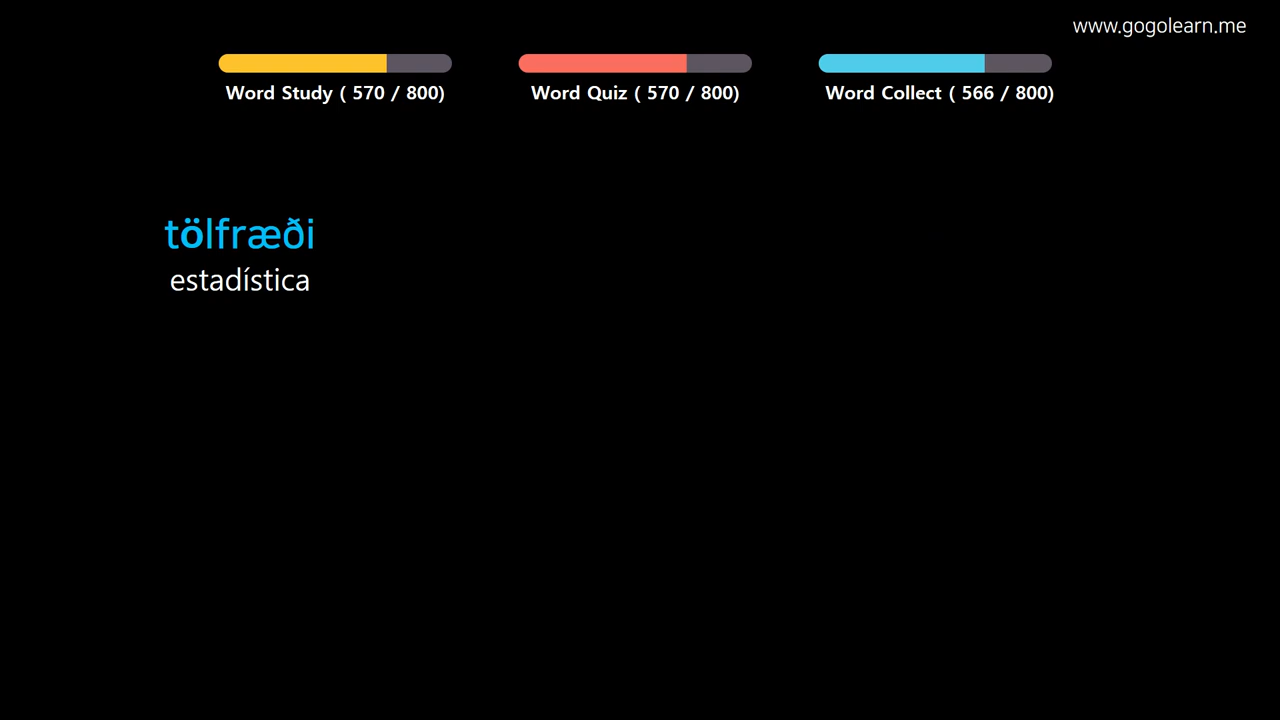 www.gogolearn.me
Word Study ( 570 / 800)
Word Quiz ( 570 / 800)
Word Collect ( 566 / 800)
tölfræði
estadística